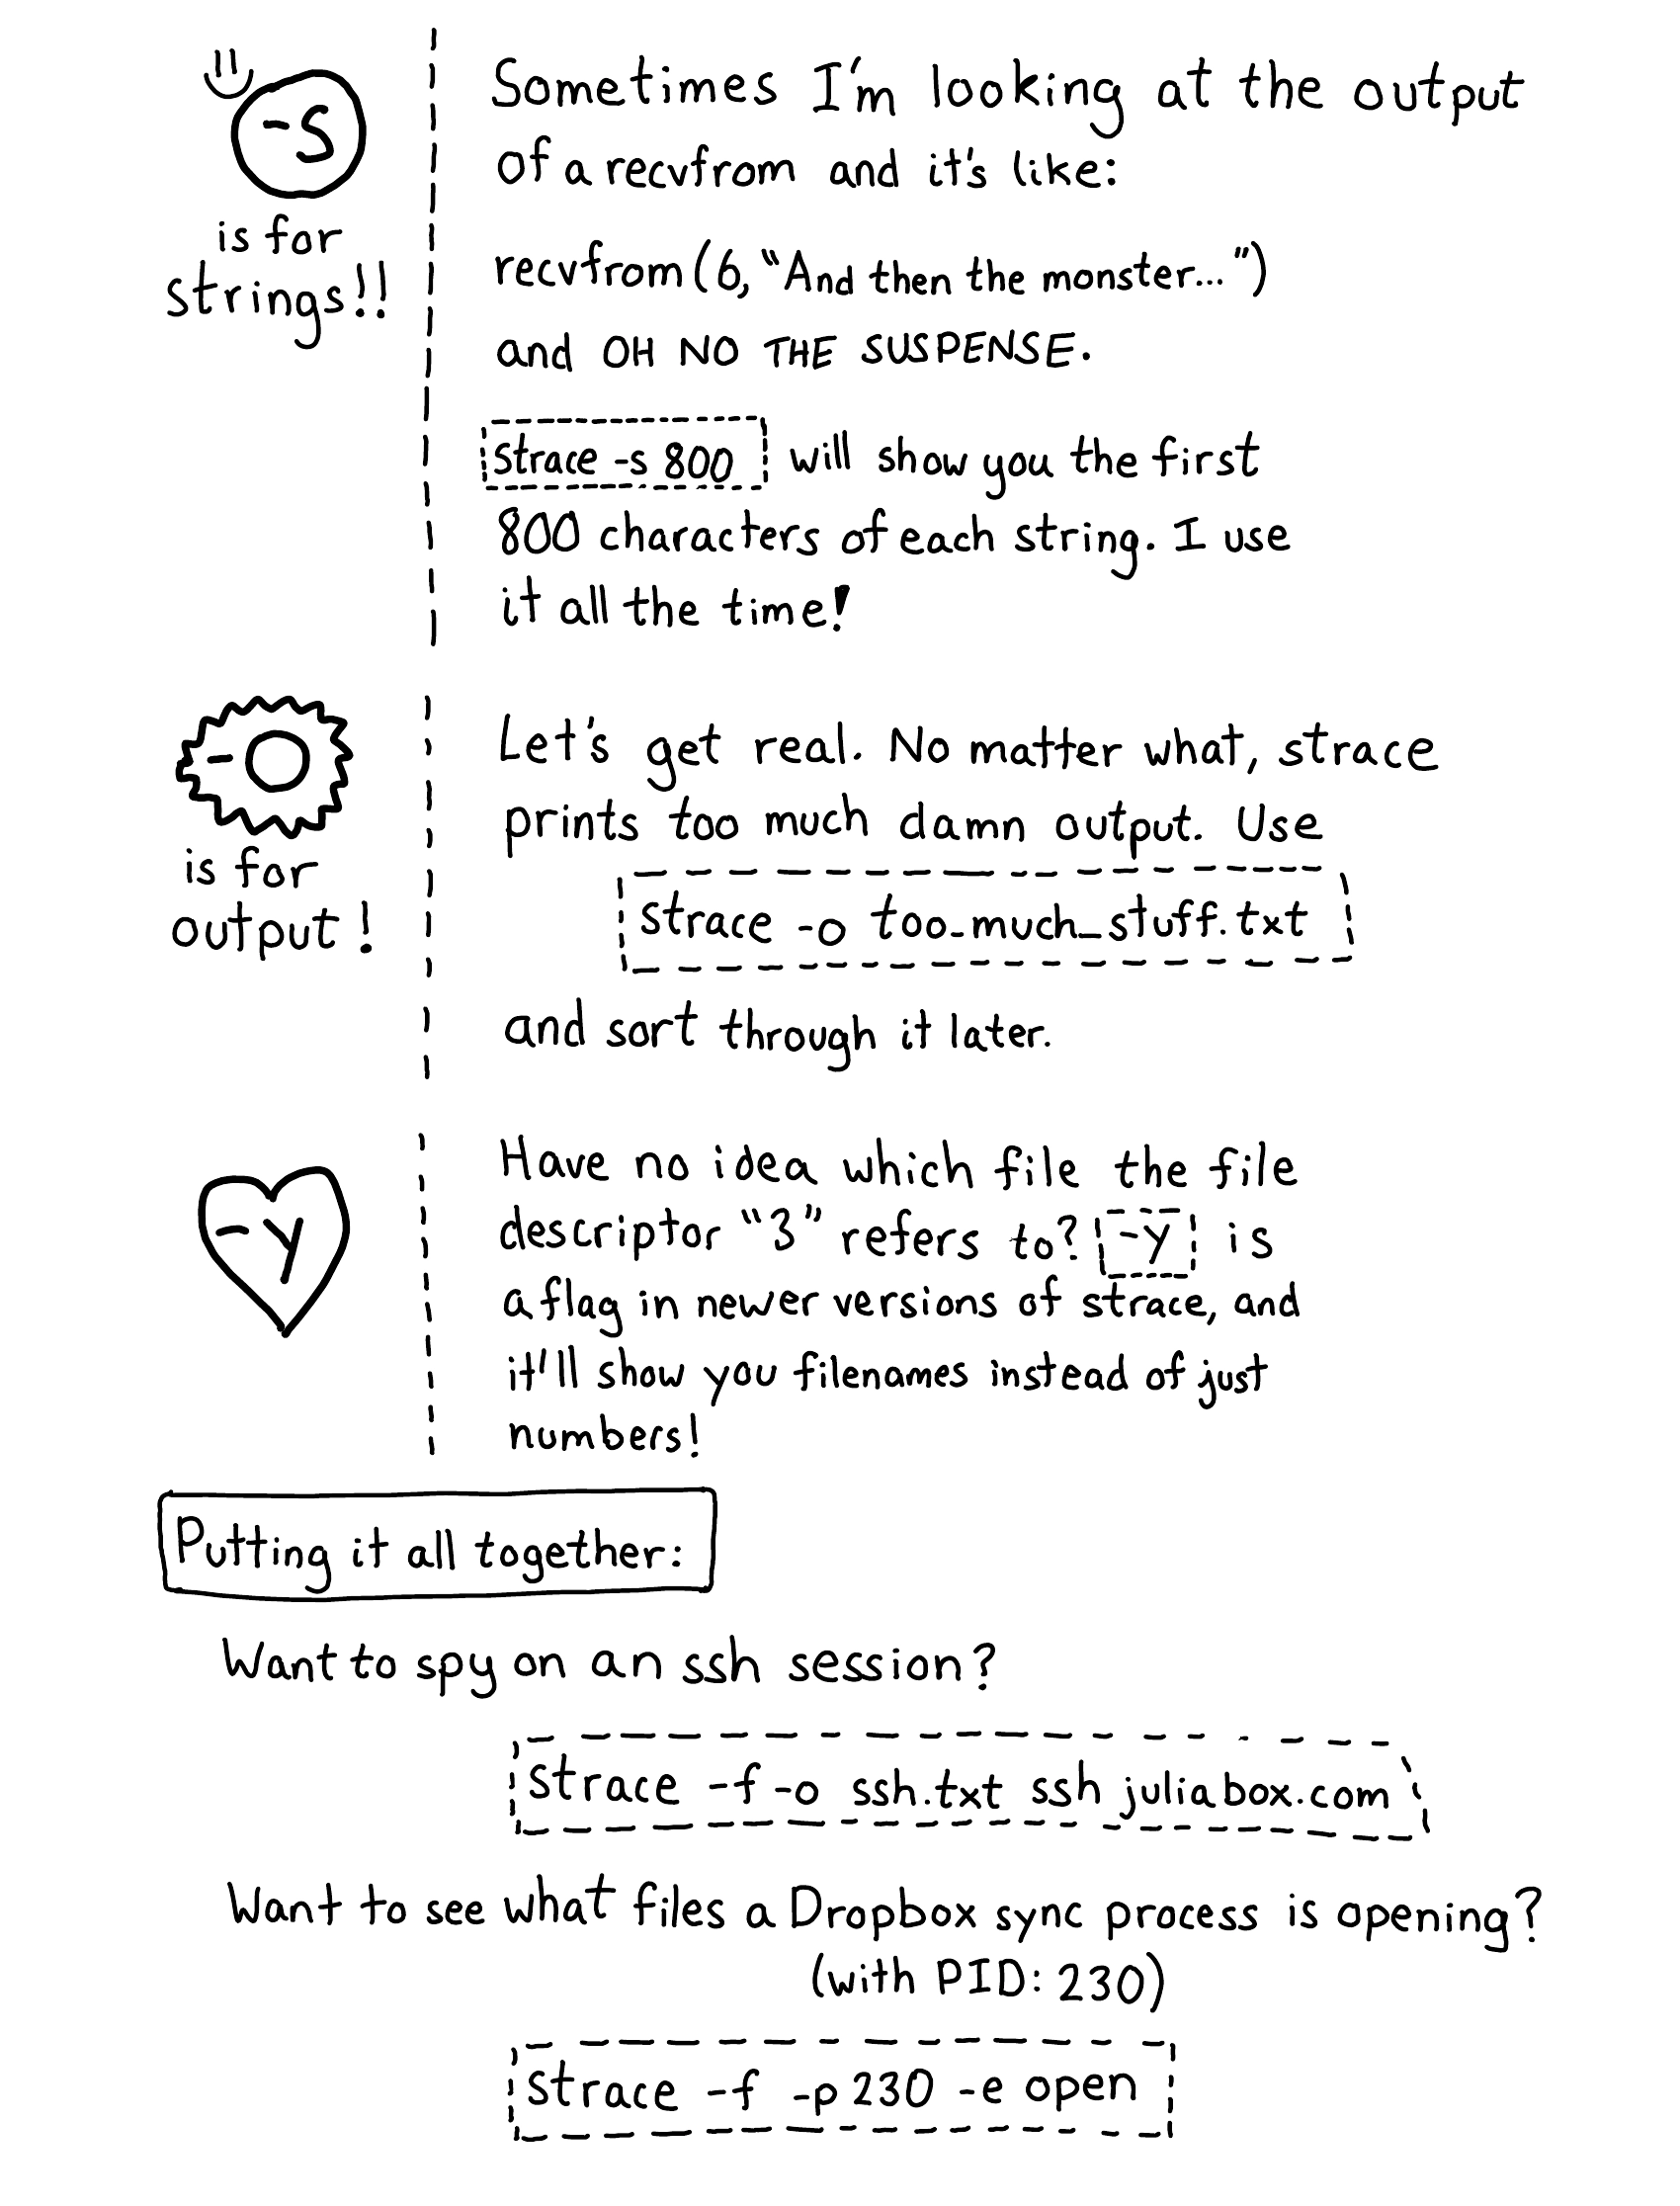 -s
is for
strings!!
Sometimes I'm looking at the output
of a recvfrom and it's like:
recvfrom(6, "And then the monster...")
and OH NO THE SUSPENSE.
strace -s 800 will show you the first
800 characters of each string. I use
it all the time!
-o
is for
output!
Let's get real. No matter what, strace
prints too much damn output. Use
strace -o too_much_stuff.txt
and sort through it later.
-y
Have no idea which file the file
descriptor "3" refers to? -y is
a flag in newer versions of strace, and
it'll show you filenames instead of just
numbers!
Putting it all together:
Want to spy on an ssh session?
strace -f -o ssh.txt ssh juliabox.com
Want to see what files a Dropbox sync process is opening?
(with PID: 230)
strace -f -p 230 -e open